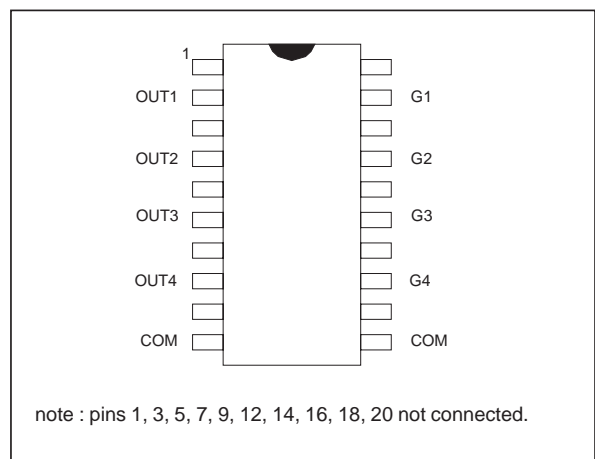 1
OUT1 G1
OUT2 G2
OUT3 G3
OUT4 G4
COM COM
note : pins 1, 3, 5, 7, 9, 12, 14, 16, 18, 20 not connected.